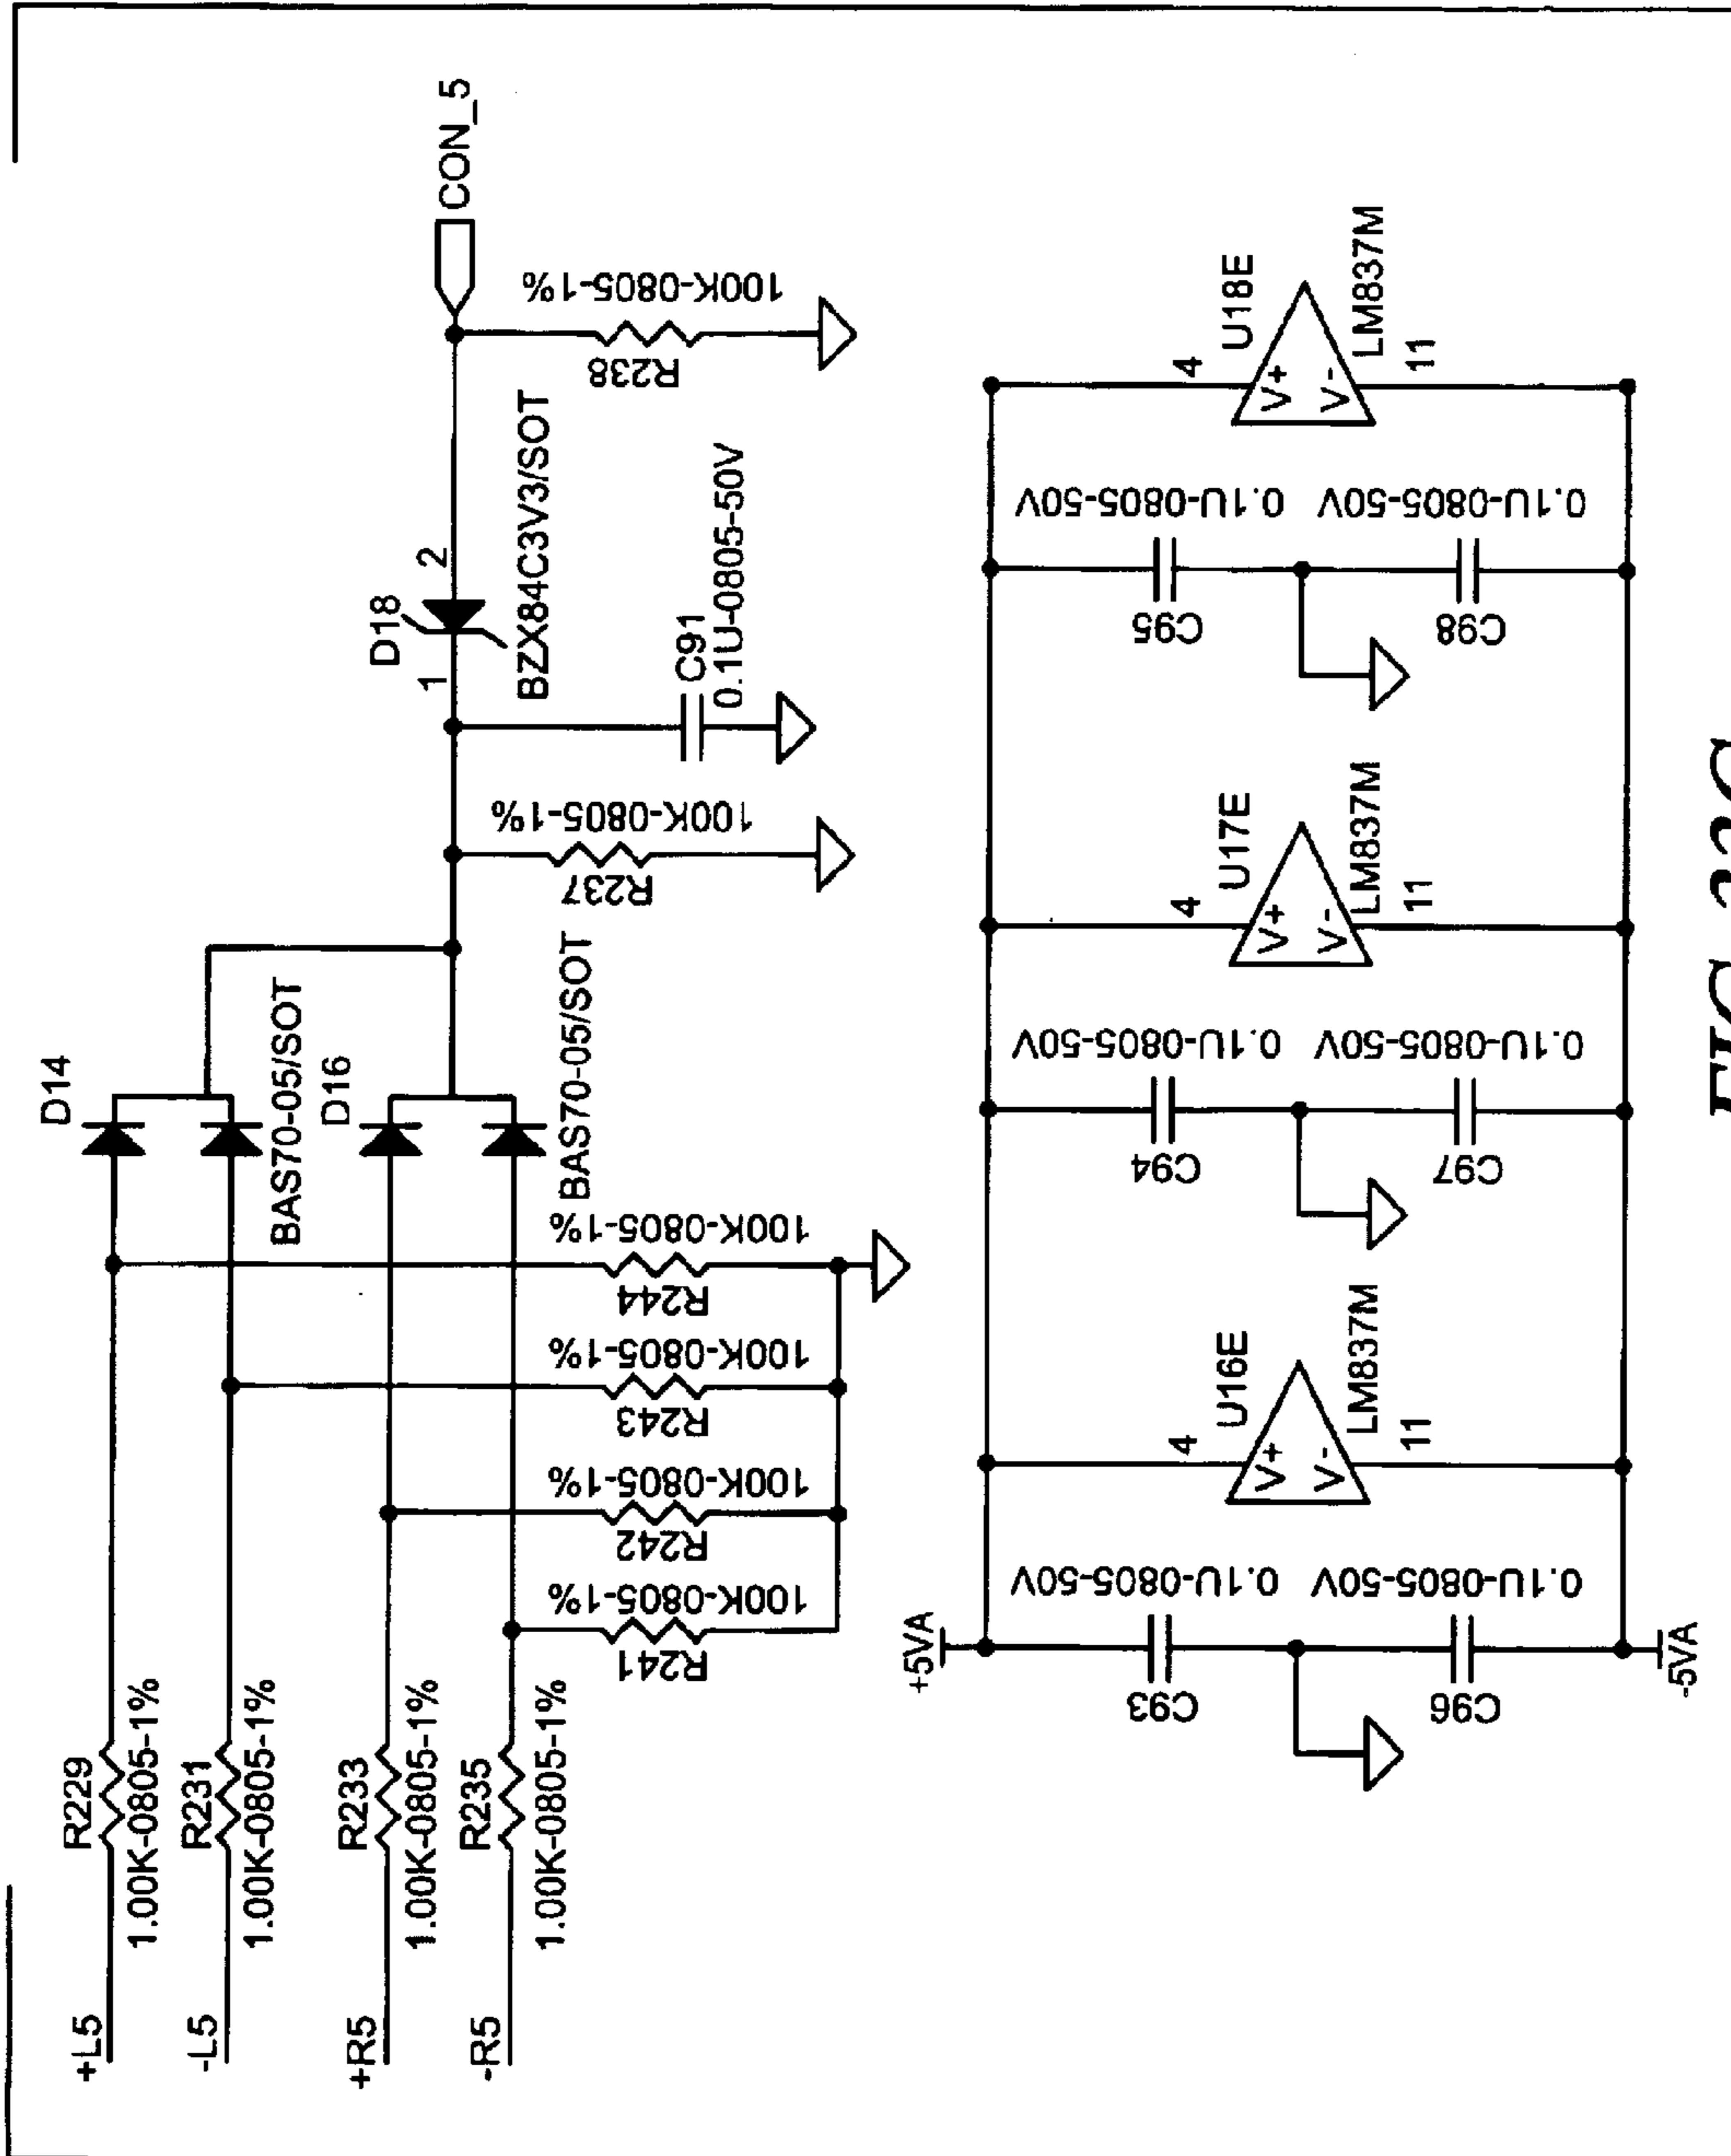 +L5
R229
1.00K-0805-1%
-L5
R231
1.00K-0805-1%
+R5
R233
1.00K-0805-1%
-R5
R235
1.00K-0805-1%
R241
100K-0805-1%
R242
100K-0805-1%
R243
100K-0805-1%
R244
100K-0805-1%
D14
BAS70-05/SOT
D16
BAS70-05/SOT
R237
100K-0805-1%
C91
0.1U-0805-50V
D18
1
2
BZX84C3V3/SOT
R238
100K-0805-1%
CON_5
+5VA
-5VA
C93
0.1U-0805-50V
C96
0.1U-0805-50V
4
U16E
V+
V-
LM837M
11
C94
0.1U-0805-50V
C97
0.1U-0805-50V
4
U17E
V+
V-
LM837M
11
C95
0.1U-0805-50V
C98
0.1U-0805-50V
4
U18E
V+
V-
LM837M
11